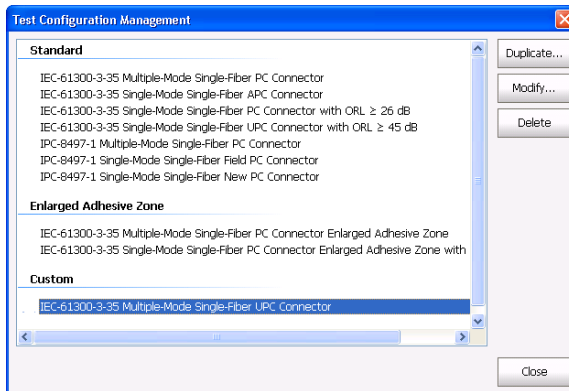 Test Configuration Management
Standard
IEC-61300-3-35 Multiple-Mode Single-Fiber PC Connector
IEC-61300-3-35 Single-Mode Single-Fiber APC Connector
IEC-61300-3-35 Single-Mode Single-Fiber PC Connector with ORL ≥ 26 dB
IEC-61300-3-35 Single-Mode Single-Fiber UPC Connector with ORL ≥ 45 dB
IPC-8497-1 Multiple-Mode Single-Fiber PC Connector
IPC-8497-1 Single-Mode Single-Fiber Field PC Connector
IPC-8497-1 Single-Mode Single-Fiber New PC Connector
Enlarged Adhesive Zone
IEC-61300-3-35 Multiple-Mode Single-Fiber PC Connector Enlarged Adhesive Zone
IEC-61300-3-35 Single-Mode Single-Fiber PC Connector Enlarged Adhesive Zone with
Custom
IEC-61300-3-35 Multiple-Mode Single-Fiber UPC Connector
Duplicate...
Modify...
Delete
Close